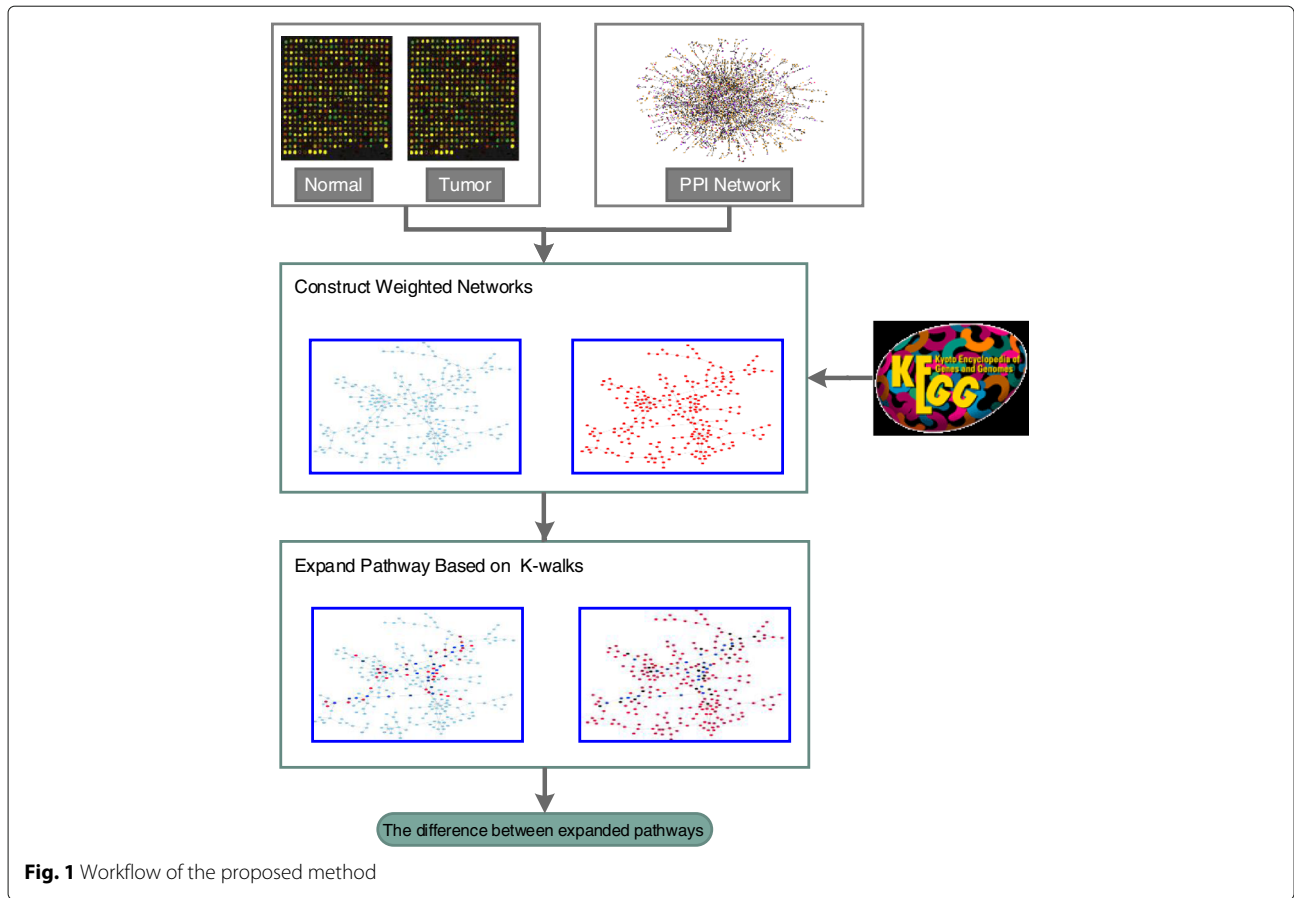 Normal
Tumor
PPI Network
Construct Weighted Networks
KEGG
Kyoto Encyclopedia of
Genes and Genomes
Expand Pathway Based on K-walks
The difference between expanded pathways
Fig. 1 Workflow of the proposed method